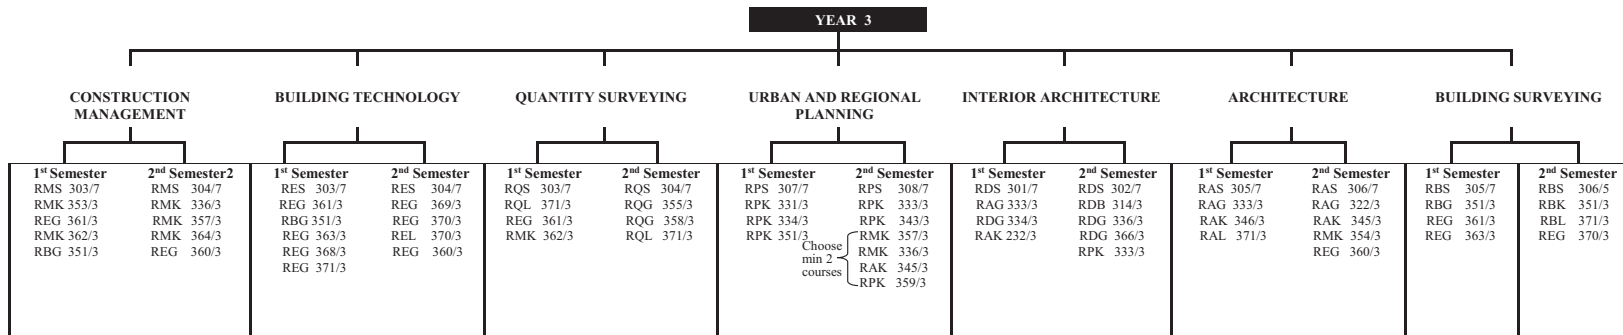 YEAR 3
CONSTRUCTION
MANAGEMENT
1st Semester
RMS 303/7
RMK 353/3
REG 361/3
RMK 362/3
RBG 351/3
2nd Semester2
RMS 304/7
RMK 336/3
RMK 357/3
RMK 364/3
REG 360/3
BUILDING TECHNOLOGY
1st Semester
RES 303/7
REG 361/3
RBG 351/3
REG 363/3
REG 368/3
REG 371/3
2nd Semester
RES 304/7
REG 369/3
REG 370/3
REL 370/3
REG 360/3
QUANTITY SURVEYING
1st Semester
RQS 303/7
RQL 371/3
REG 361/3
RMK 362/3
2nd Semester
RQS 304/7
RQG 355/3
RQG 358/3
RQL 371/3
URBAN AND REGIONAL
PLANNING
1st Semester
RPS 307/7
RPK 331/3
RPK 334/3
RPK 351/3
2nd Semester
RPS 308/7
RPK 333/3
RPK 343/3
Choose
min 2
courses
RMK 357/3
RMK 336/3
RAK 345/3
RPK 359/3
INTERIOR ARCHITECTURE
1st Semester
RDS 301/7
RAG 333/3
RDG 334/3
RAK 232/3
2nd Semester
RDS 302/7
RDB 314/3
RDG 336/3
RDG 366/3
RPK 333/3
ARCHITECTURE
1st Semester
RAS 305/7
RAG 333/3
RAK 346/3
RAL 371/3
2nd Semester
RAS 306/7
RAG 322/3
RAK 345/3
RMK 354/3
REG 360/3
BUILDING SURVEYING
1st Semester
RBS 305/7
RBG 351/3
REG 361/3
REG 363/3
2nd Semester
RBS 306/5
RBK 351/3
RBL 371/3
REG 370/3